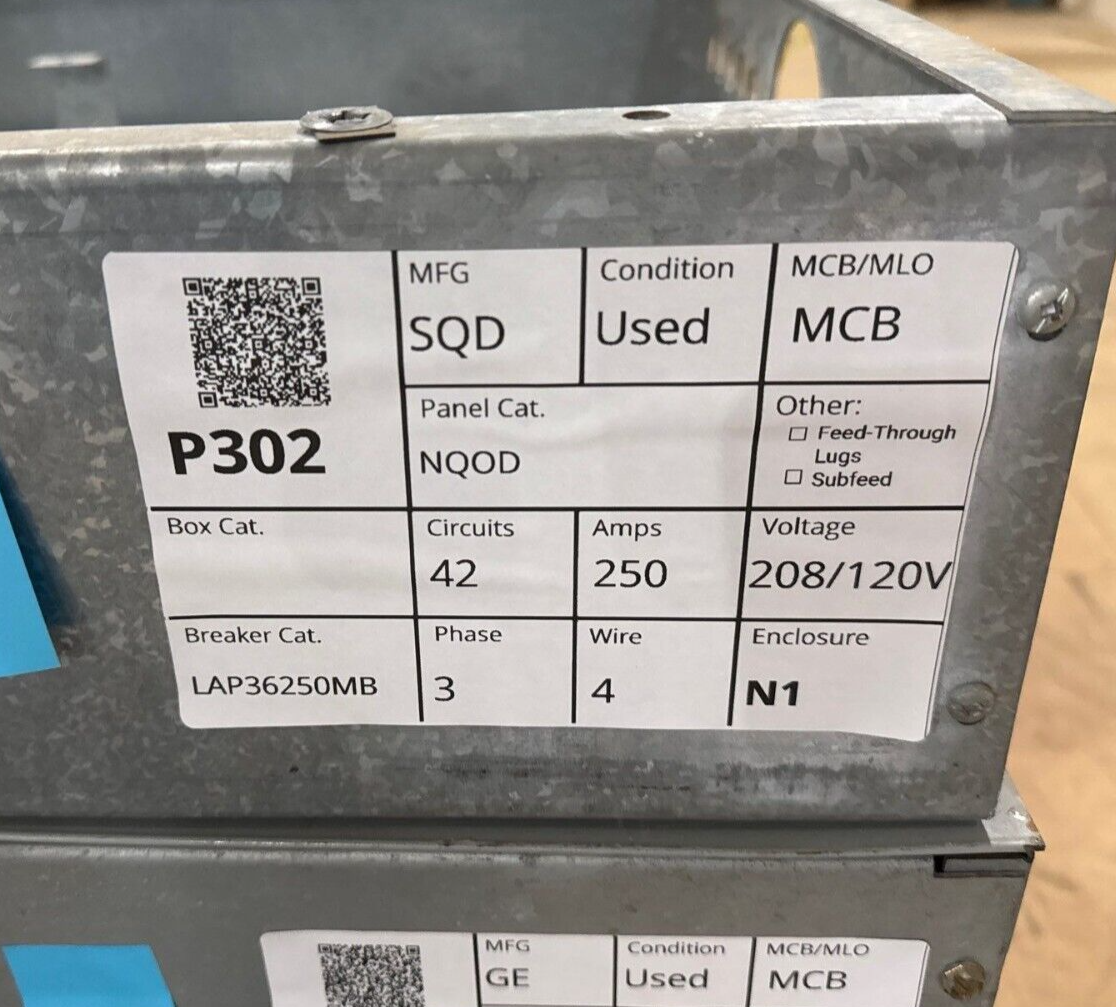 P302
MFG
SQD
Condition
Used
MCB/MLO
MCB
Panel Cat.
NQOD
Other:
☐ Feed-Through
Lugs
☐ Subfeed
Box Cat.
Circuits
42
Amps
250
Voltage
208/120V
Breaker Cat.
LAP36250MB
Phase
3
Wire
4
Enclosure
N1
MFG
GE
Condition
Used
MCB/MLO
MCB